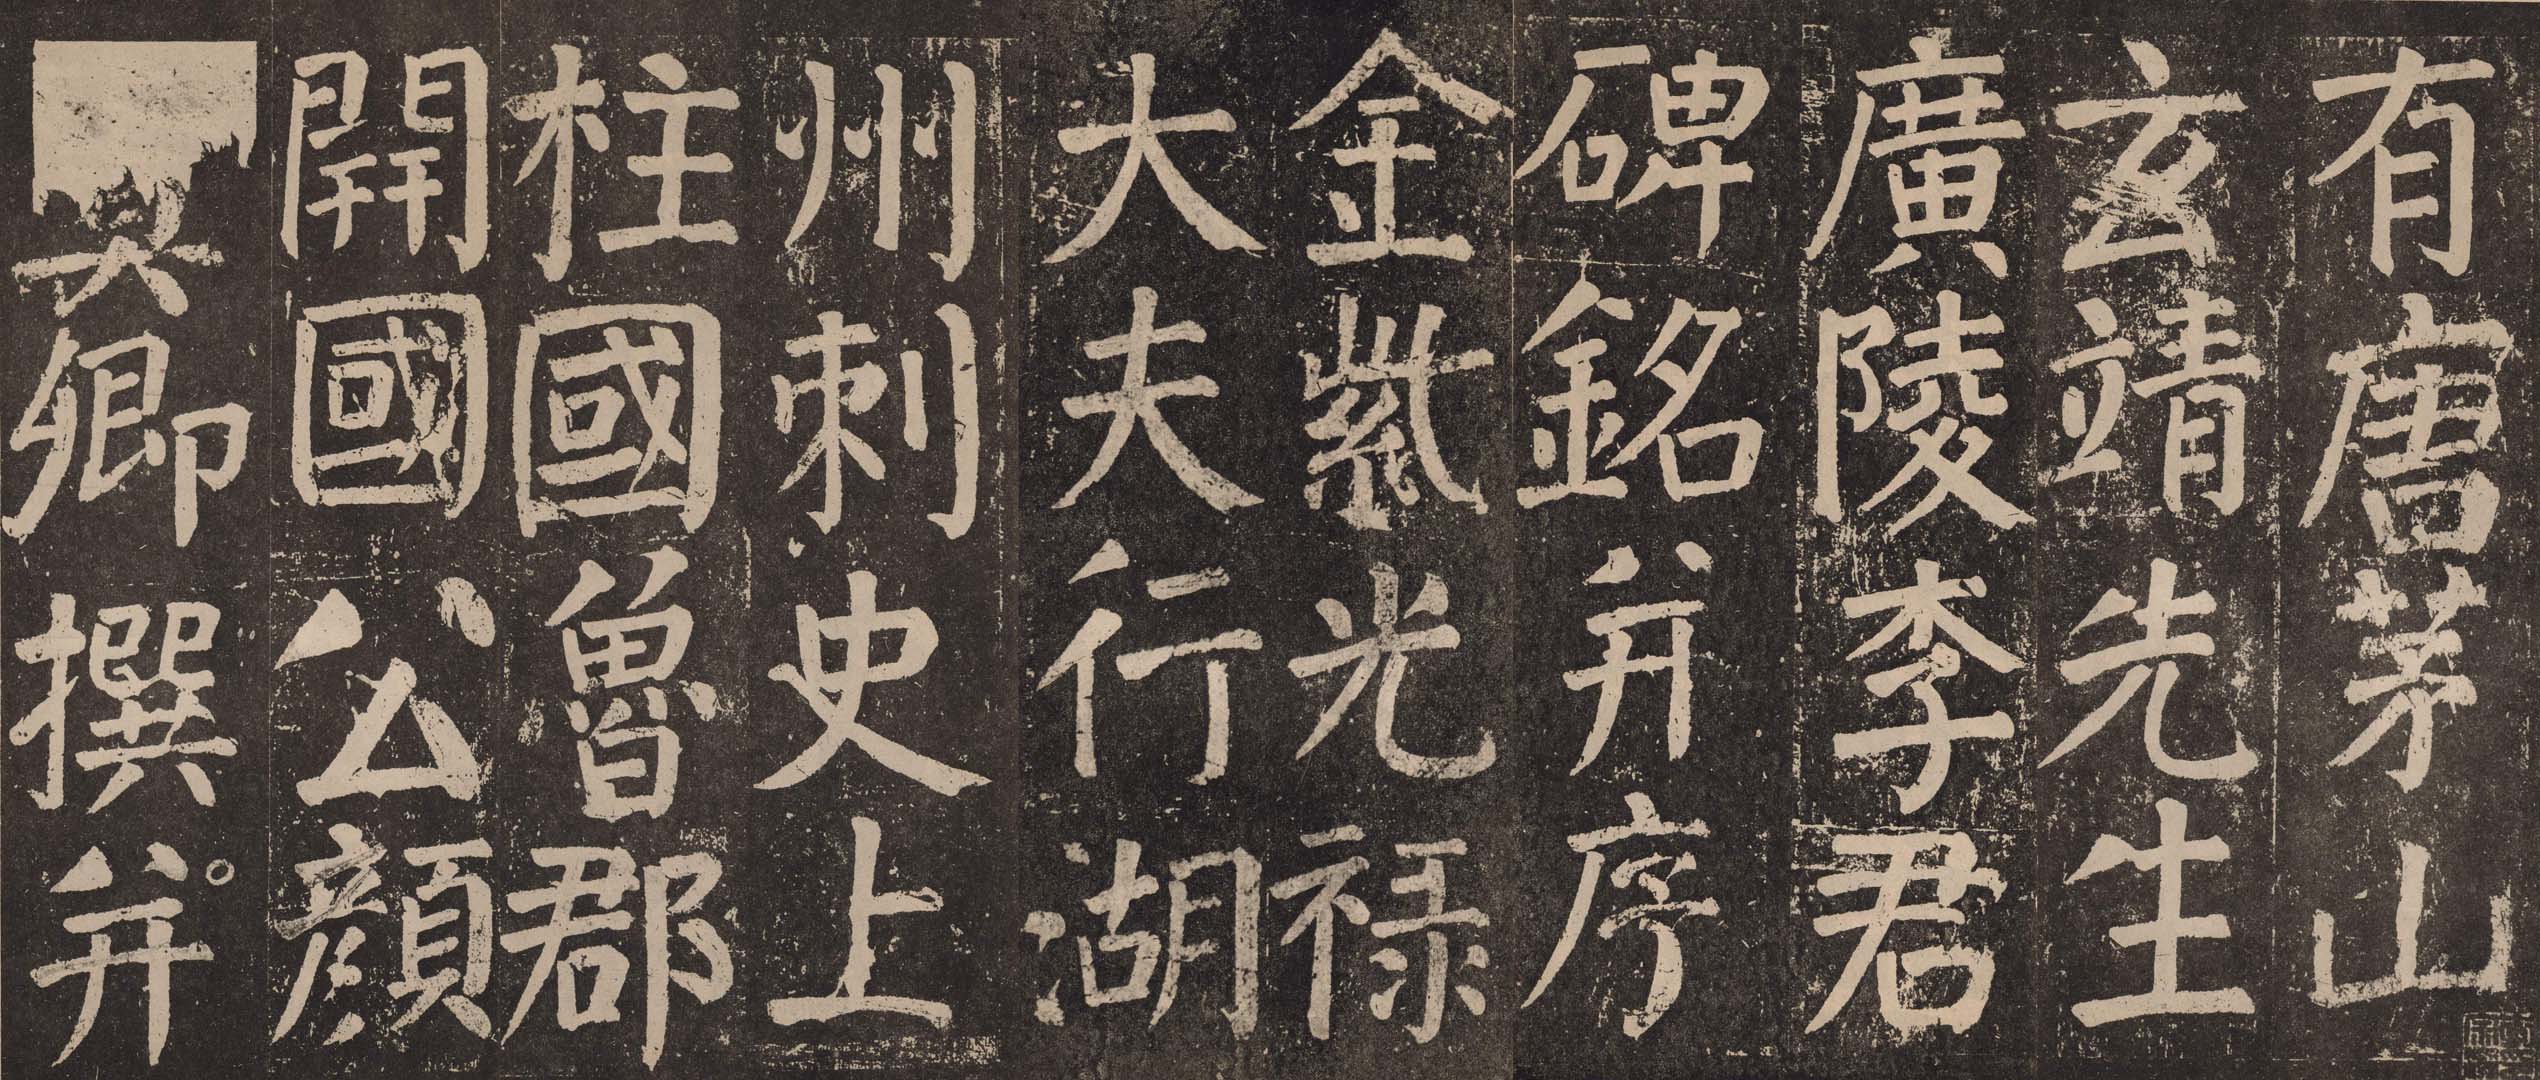 有唐茅山
玄靖先生
廣陵李君
碑銘并序
金紫光祿
大夫行湖
州刺史上
柱國魯郡
開國公顏
真卿撰并